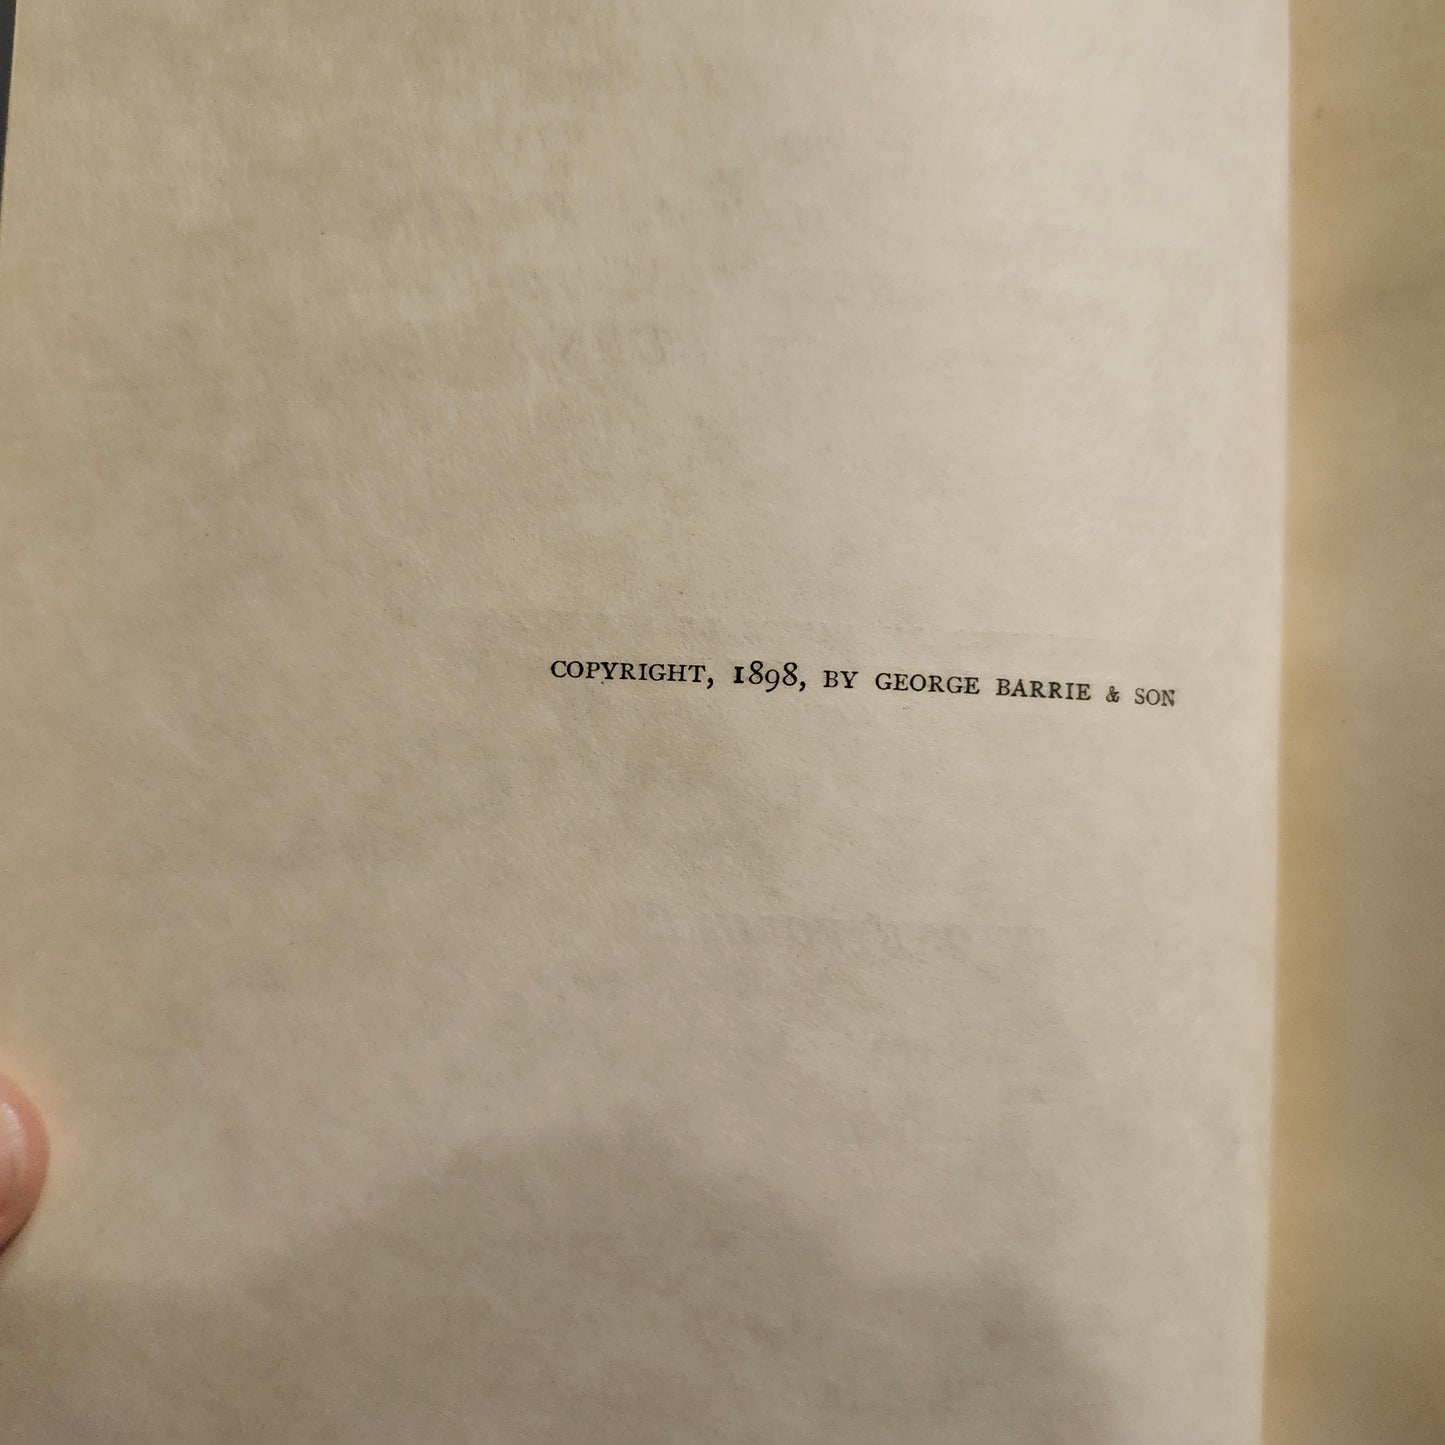 COPYRIGHT, 1898, BY GEORGE BARRIE & SON